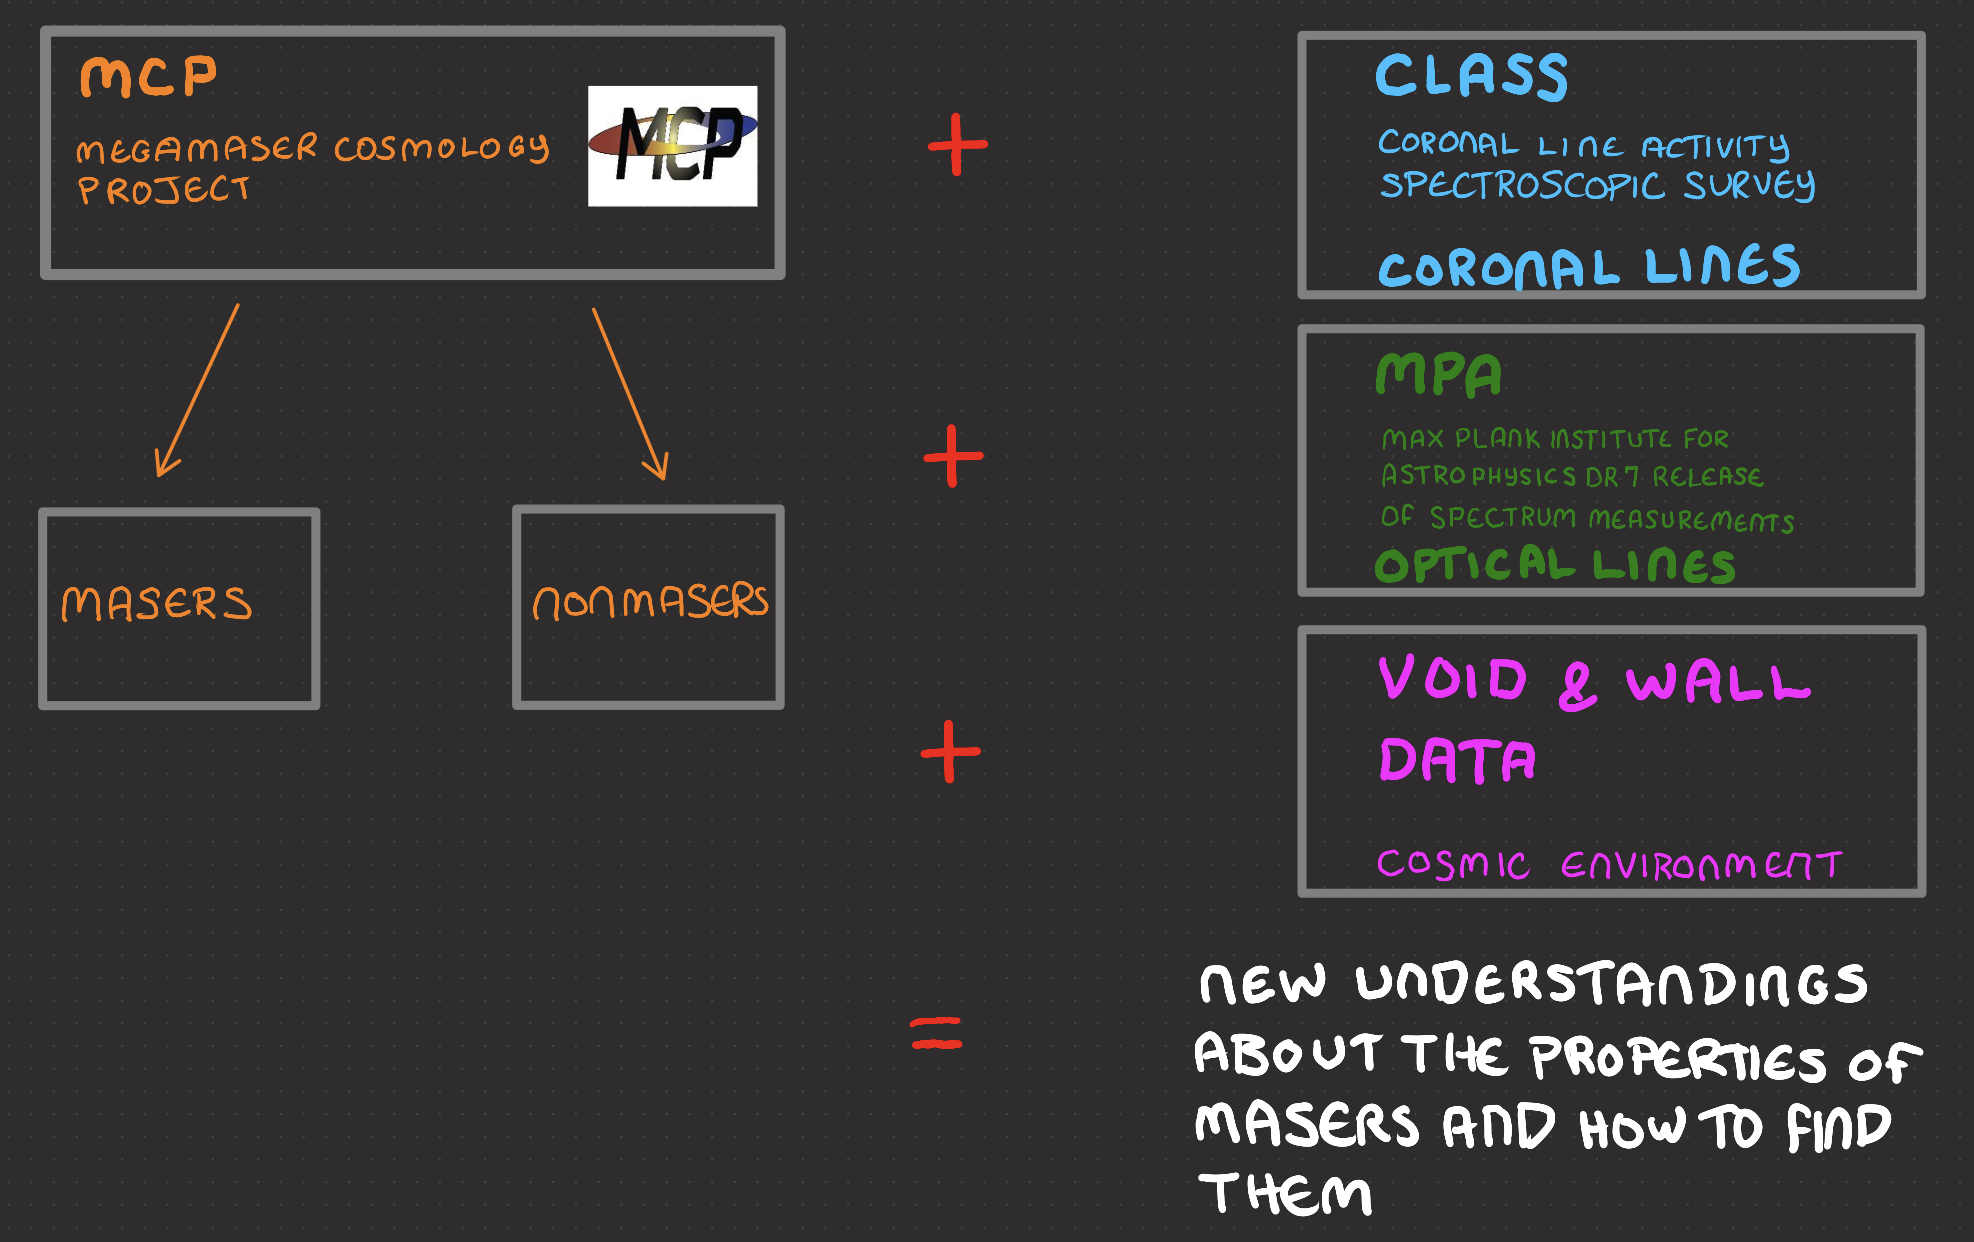 MCP
MEGAMASER COSMOLOGY
PROJECT
MCP
MASERS
NONMASERS
+
+
+
=
CLASS
CORONAL LINE ACTIVITY
SPECTROSCOPIC SURVEY
CORONAL LINES
MPA
MAX PLANK INSTITUTE FOR
ASTROPHYSICS DR7 RELEASE
OF SPECTRUM MEASUREMENTS
OPTICAL LINES
VOID & WALL
DATA
COSMIC ENVIRONMENT
NEW UNDERSTANDINGS
ABOUT THE PROPERTIES OF
MASERS AND HOW TO FIND
THEM